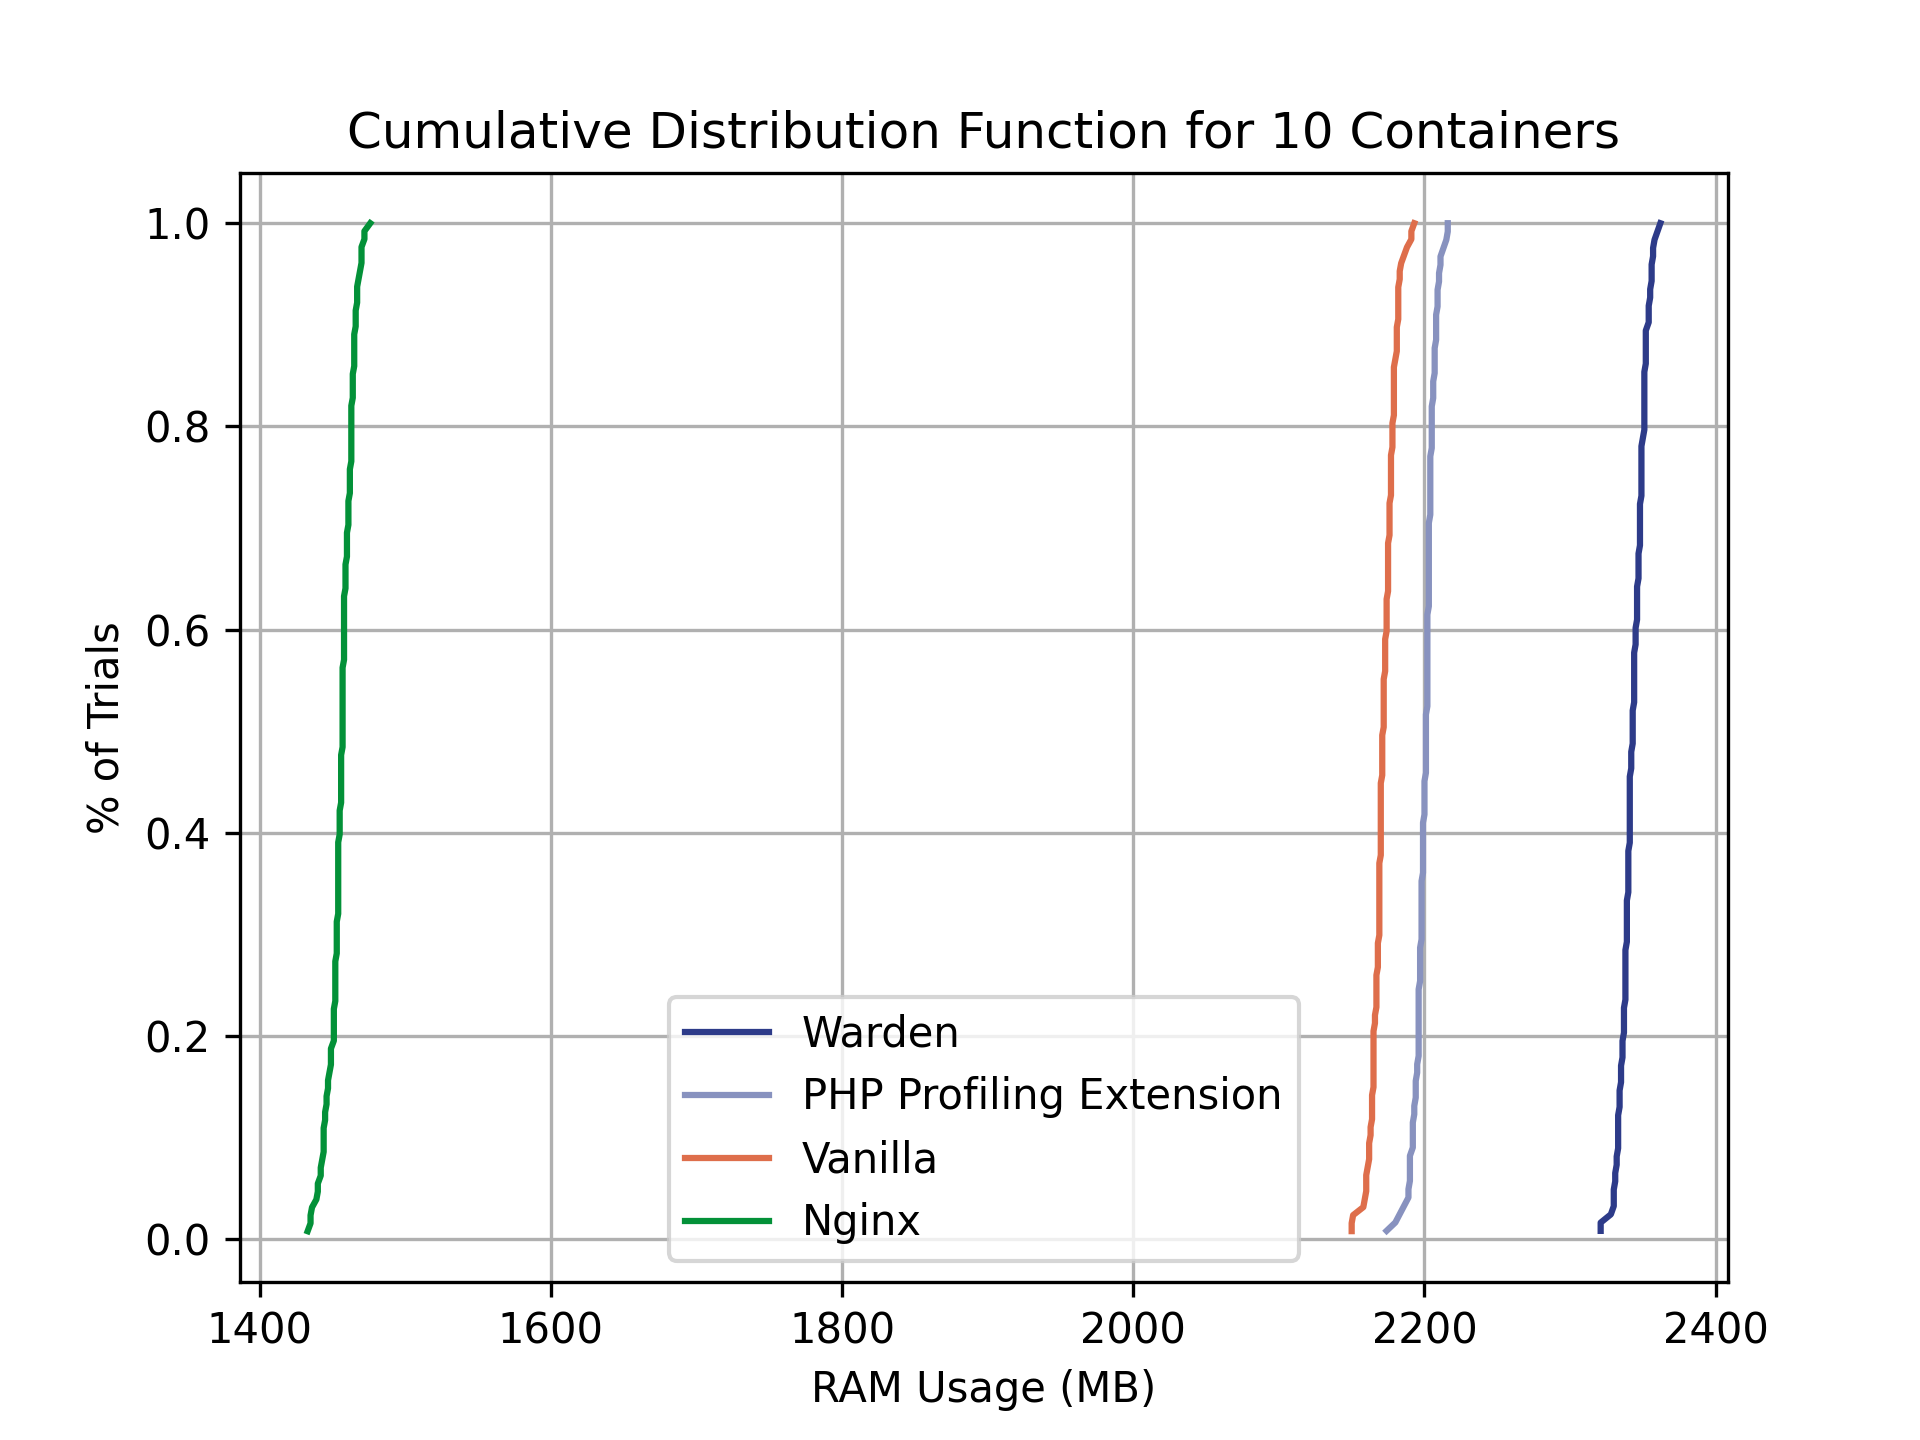 Cumulative Distribution Function for 10 Containers
1.0
0.8
0.6
0.4
0.2
0.0
% of Trials
Warden
PHP Profiling Extension
Vanilla
Nginx
1400 1600 1800 2000 2200 2400
RAM Usage (MB)